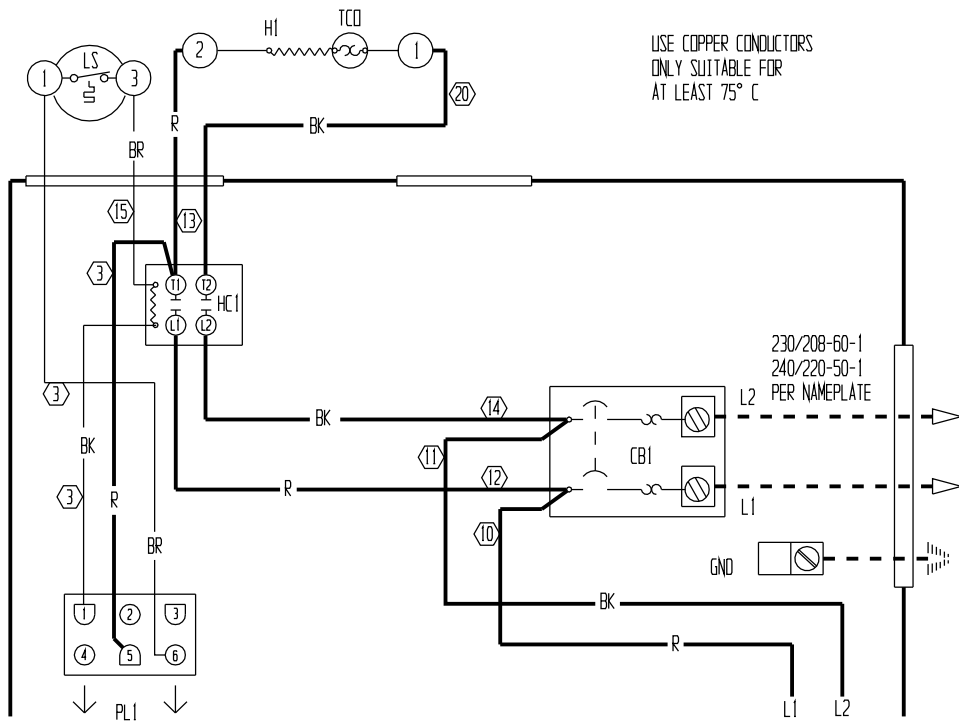 H1
TCO
USE COPPER CONDUCTORS
ONLY SUITABLE FOR
AT LEAST 75° C
LS
1
3
2
1
20
R
BK
BR
15
13
3
T1
T2
HC1
L1
L2
230/208-60-1
240/220-50-1
PER NAMEPLATE
3
L2
14
BK
BK
11
CB1
12
3
R
R
L1
10
BR
GND
BK
1
2
3
R
4
5
6
PL1
L1
L2